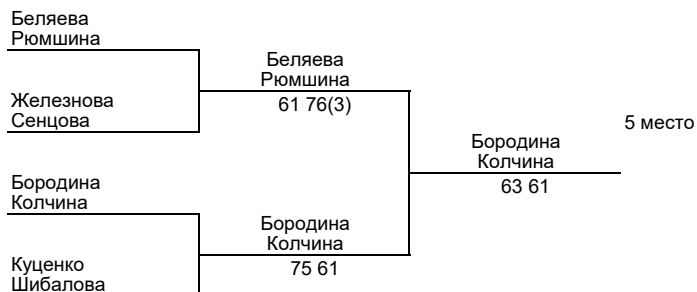 Беляева
Рюмшина
Беляева
Рюмшина
61 76(3)
Железнова
Сенцова
5 место
Бородина
Колчина
63 61
Бородина
Колчина
Бородина
Колчина
75 61
Куценко
Шибалова